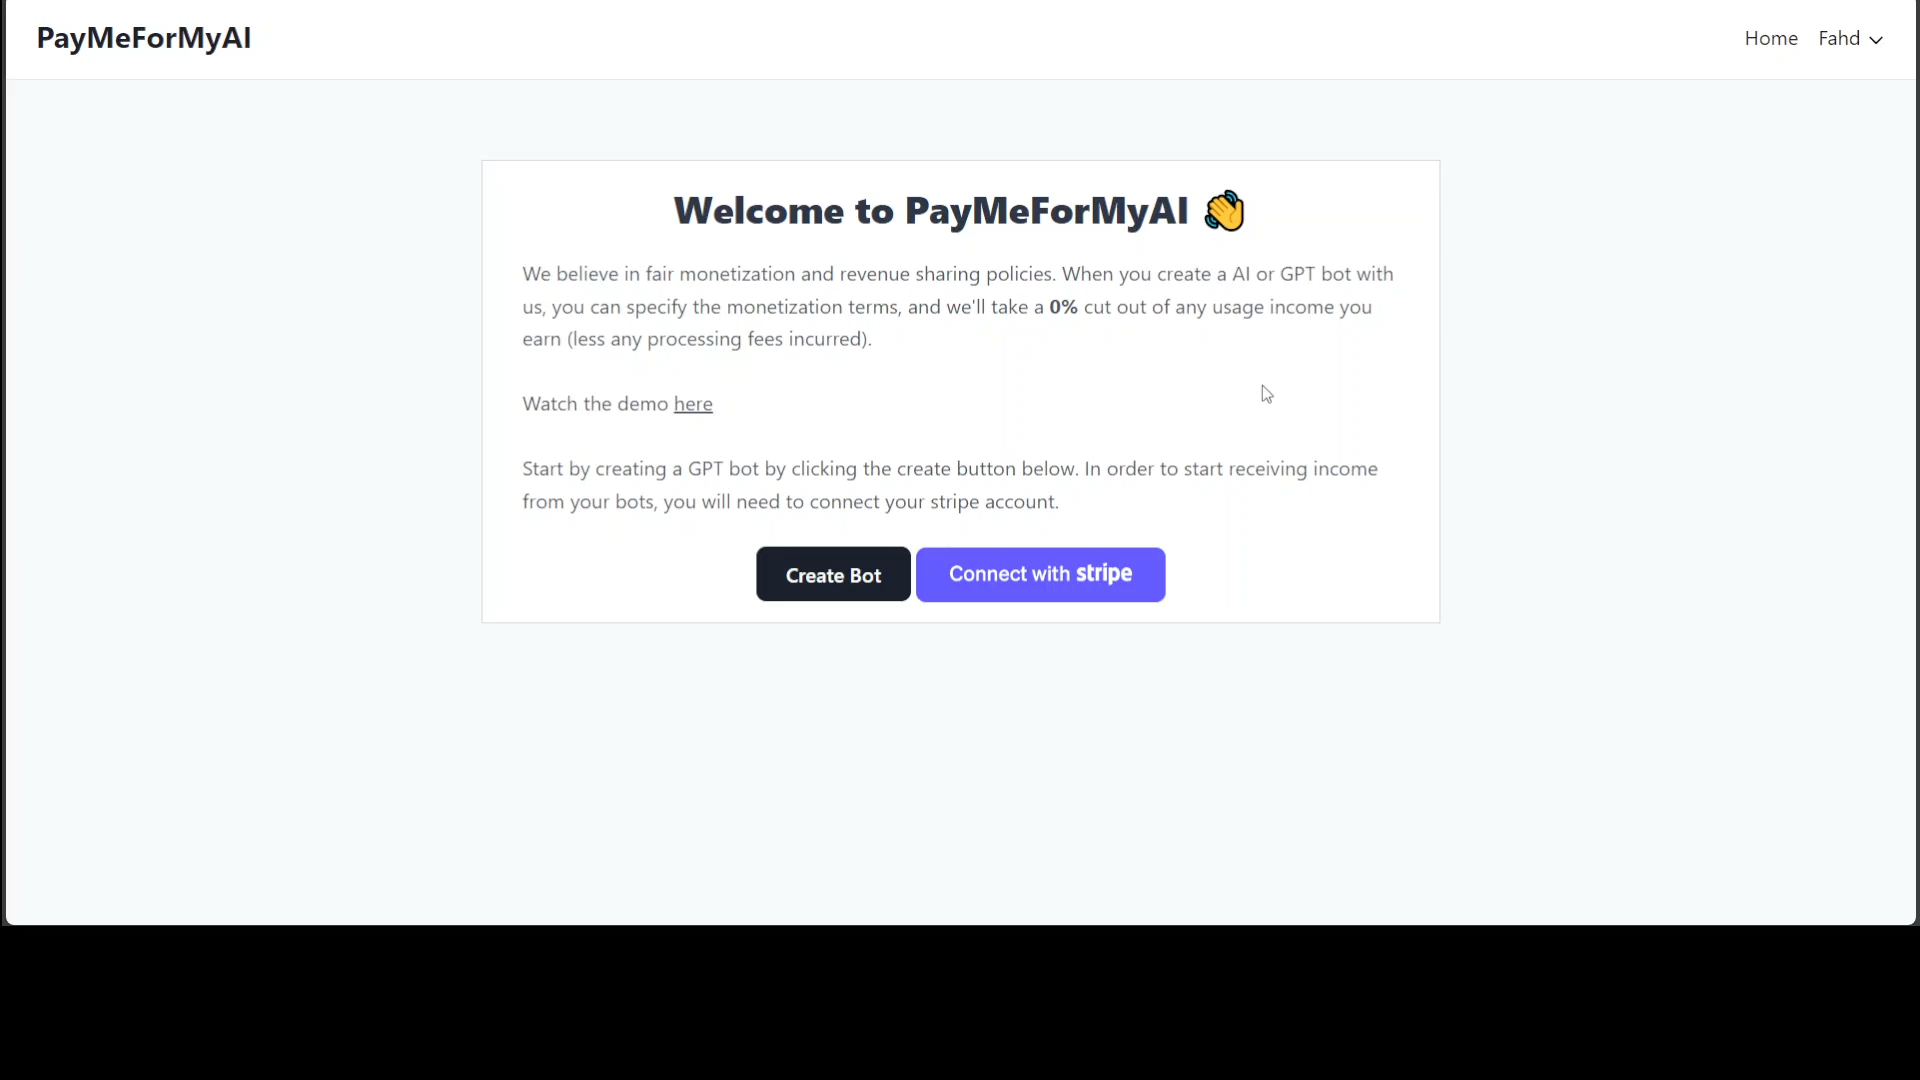 PayMeForMyAI
Home
Fahd
Welcome to PayMeForMyAI 👋
We believe in fair monetization and revenue sharing policies. When you create a AI or GPT bot with
us, you can specify the monetization terms, and we'll take a 0% cut out of any usage income you
earn (less any processing fees incurred).
Watch the demo here
Start by creating a GPT bot by clicking the create button below. In order to start receiving income
from your bots, you will need to connect your stripe account.
Create Bot
Connect with stripe